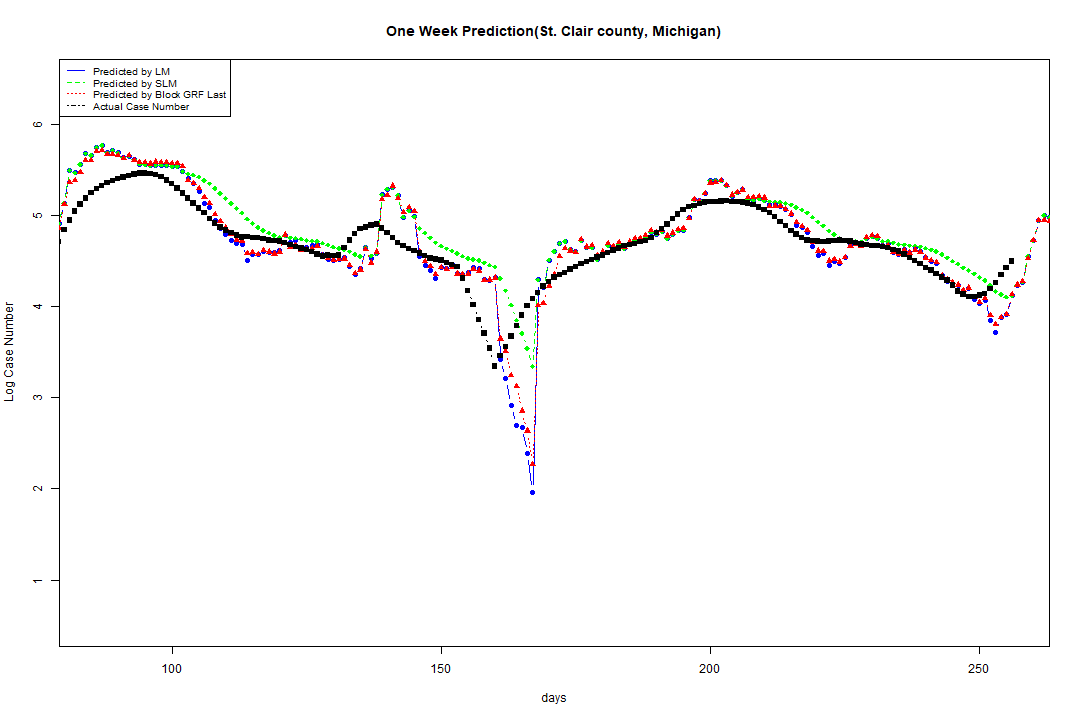 One Week Prediction(St. Clair county, Michigan)
Predicted by LM
Predicted by SLM
Predicted by Block GRF Last
Actual Case Number
6
5
4
3
2
1
Log Case Number
100 150 200 250
days